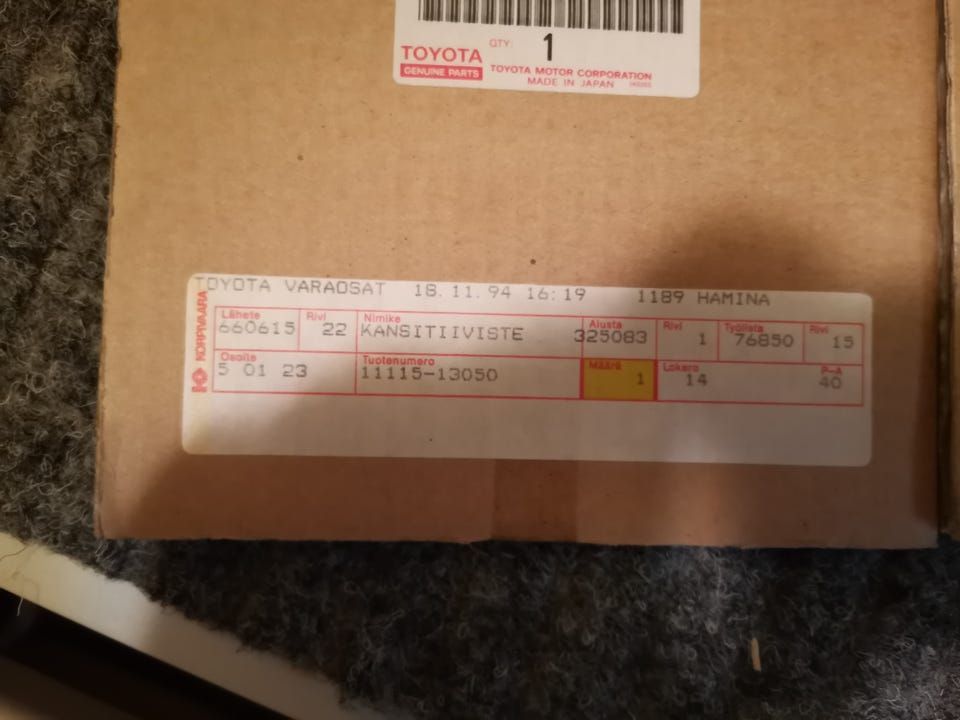 QTY: 1
TOYOTA
GENUINE PARTS
TOYOTA MOTOR CORPORATION
MADE IN JAPAN
TOYOTA VARAOSAT 18.11.94 16:19 1189 HAMINA
KORPIVAARA
Lähete Rivi Nimike Alusta Rivi Työlista Rivi
660615 22 KANSITIIVISTE 325083 1 76850 15
Osoite Tuotenumero Määrä Lokero P-A
5 01 23 11115-13050 1 14 40